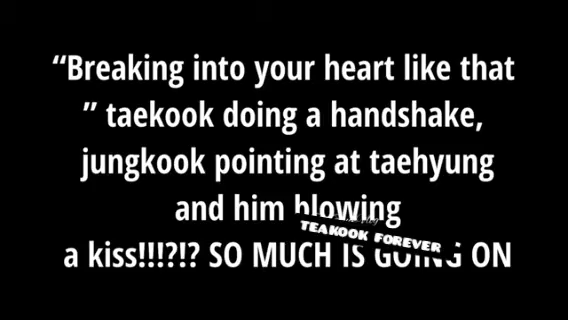 “Breaking into your heart like that
” taekook doing a handshake,
jungkook pointing at taehyung
and him blowing
TEAKOOK FOREVER
a kiss!!!?!? SO MUCH IS GOING ON